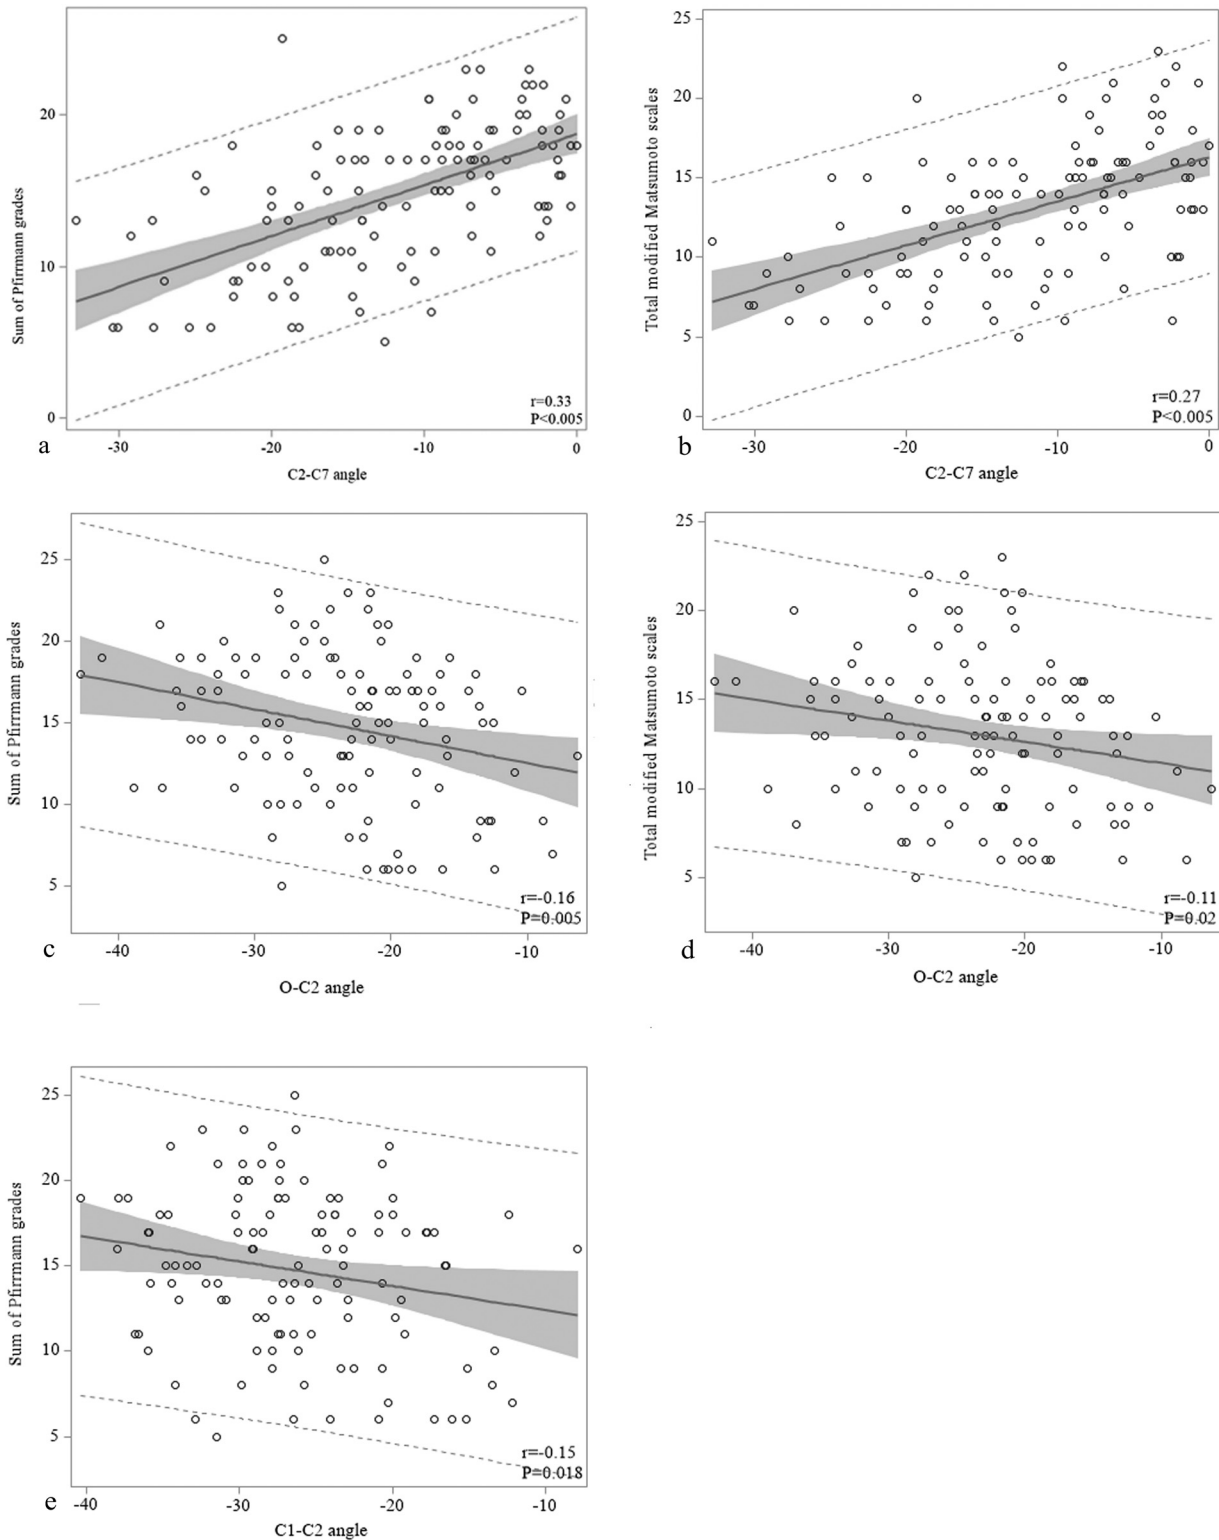 Sum of Pfirrmann grades
20
10
0
r=0.33
P<0.005
-30
-20
-10
0
C2-C7 angle
a
Total modified Matsumoto scales
25
20
15
10
5
0
r=0.27
P<0.005
-30
-20
-10
0
C2-C7 angle
b
Sum of Pfirrmann grades
25
20
15
10
5
r=-0.16
P=0.005
-40
-30
-20
-10
O-C2 angle
c
Total modified Matsumoto scales
25
20
15
10
5
r=-0.11
P=0.02
-40
-30
-20
-10
O-C2 angle
d
Sum of Pfirrmann grades
25
20
15
10
5
r=-0.15
P=0.018
-40
-30
-20
-10
C1-C2 angle
e